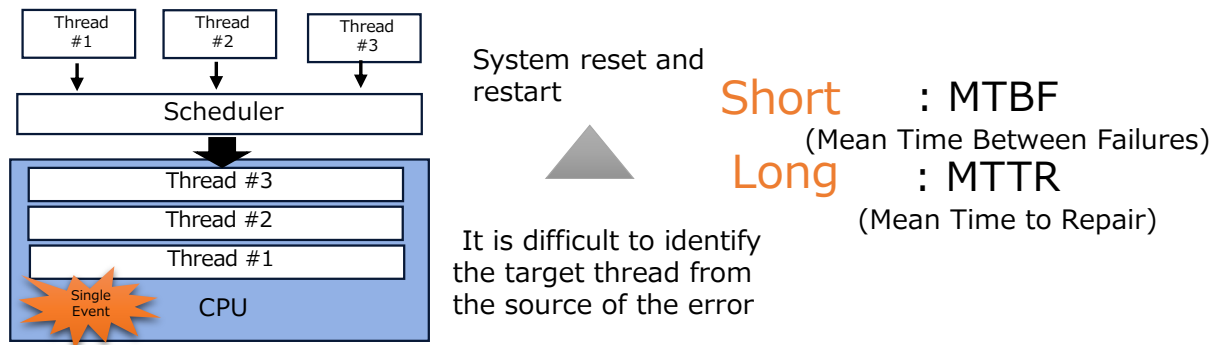 Thread
#1
Thread
#2
Thread
#3
Scheduler
Thread #3
Thread #2
Thread #1
Single
Event
CPU
System reset and
restart
It is difficult to identify
the target thread from
the source of the error
Short : MTBF
(Mean Time Between Failures)
Long : MTTR
(Mean Time to Repair)